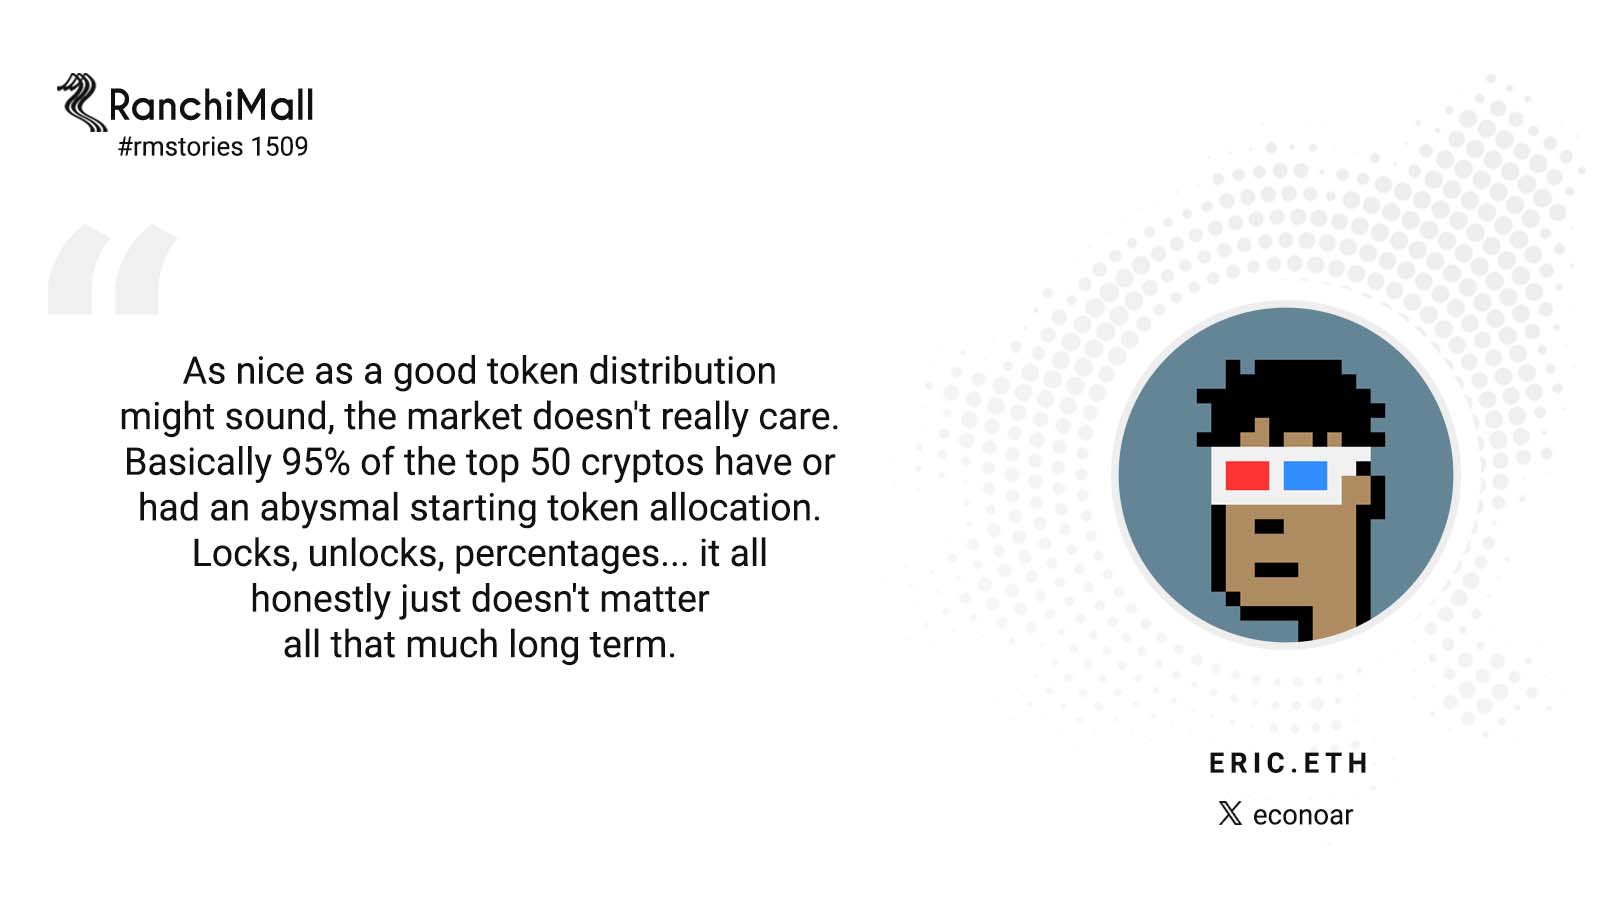 RanchiMall
#rmstories 1509
“
As nice as a good token distribution
might sound, the market doesn't really care.
Basically 95% of the top 50 cryptos have or
had an abysmal starting token allocation.
Locks, unlocks, percentages... it all
honestly just doesn't matter
all that much long term.
ERIC.ETH
𝕏 econoar